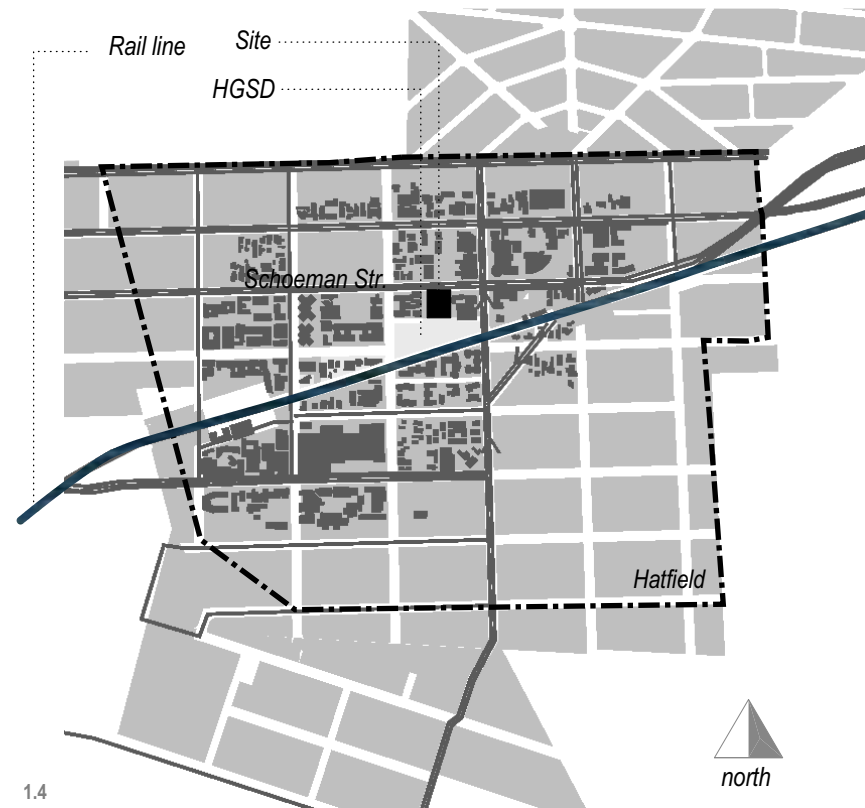 Rail line
Site
HGSD
Schoeman Str.
Hatfield
north
1.4